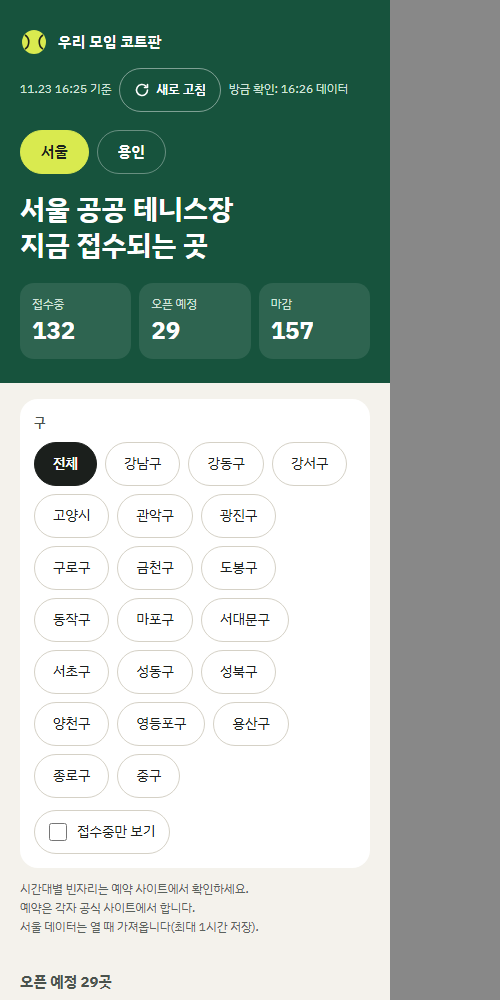 우리 모임 코트판
11.23 16:25 기준 새로 고침 방금 확인: 16:26 데이터
서울 용인
서울 공공 테니스장
지금 접수되는 곳
접수중 오픈 예정 마감
132 29 157
구
전체 강남구 강동구 강서구
고양시 관악구 광진구
구로구 금천구 도봉구
동작구 마포구 서대문구
서초구 성동구 성북구
양천구 영등포구 용산구
종로구 중구
접수중만 보기
시간대별 빈자리는 예약 사이트에서 확인하세요.
예약은 각자 공식 사이트에서 합니다.
서울 데이터는 열 때 가져옵니다(최대 1시간 저장).
오픈 예정 29곳